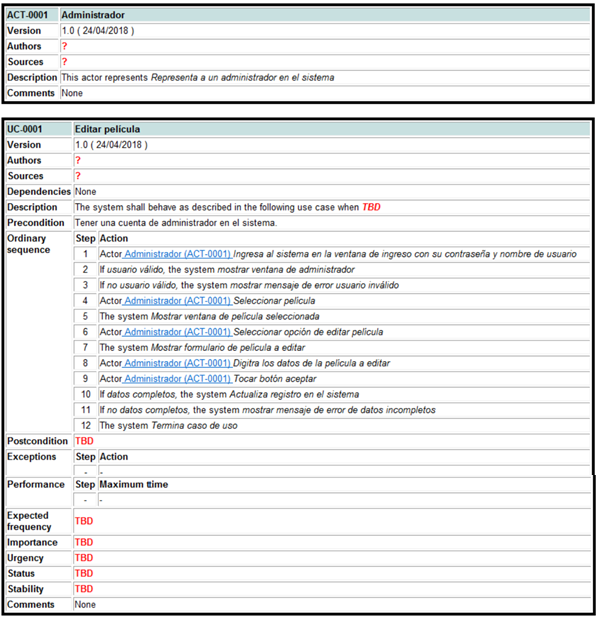 ACT-0001 Administrador
Version 1.0 ( 24/04/2018 )
Authors ?
Sources ?
Description This actor represents Representa a un administrador en el sistema
Comments None
UC-0001 Editar película
Version 1.0 ( 24/04/2018 )
Authors ?
Sources ?
Dependencies None
Description The system shall behave as described in the following use case when TBD
Precondition Tener una cuenta de administrador en el sistema.
Ordinary sequence Step Action
1 Actor Administrador (ACT-0001) Ingresa al sistema en la ventana de ingreso con su contraseña y nombre de usuario
2 If usuario válido, the system mostrar ventana de administrador
3 If no usuario válido, the system mostrar mensaje de error usuario inválido
4 Actor Administrador (ACT-0001) Seleccionar película
5 The system Mostrar ventana de película seleccionada
6 Actor Administrador (ACT-0001) Seleccionar opción de editar película
7 The system Mostrar formulario de película a editar
8 Actor Administrador (ACT-0001) Digitra los datos de la película a editar
9 Actor Administrador (ACT-0001) Tocar botón aceptar
10 If datos completos, the system Actualiza registro en el sistema
11 If no datos completos, the system mostrar mensaje de error de datos incompletos
12 The system Termina caso de uso
Postcondition TBD
Exceptions Step Action
- -
Performance Step Maximum ttime
- -
Expected frequency TBD
Importance TBD
Urgency TBD
Status TBD
Stability TBD
Comments None